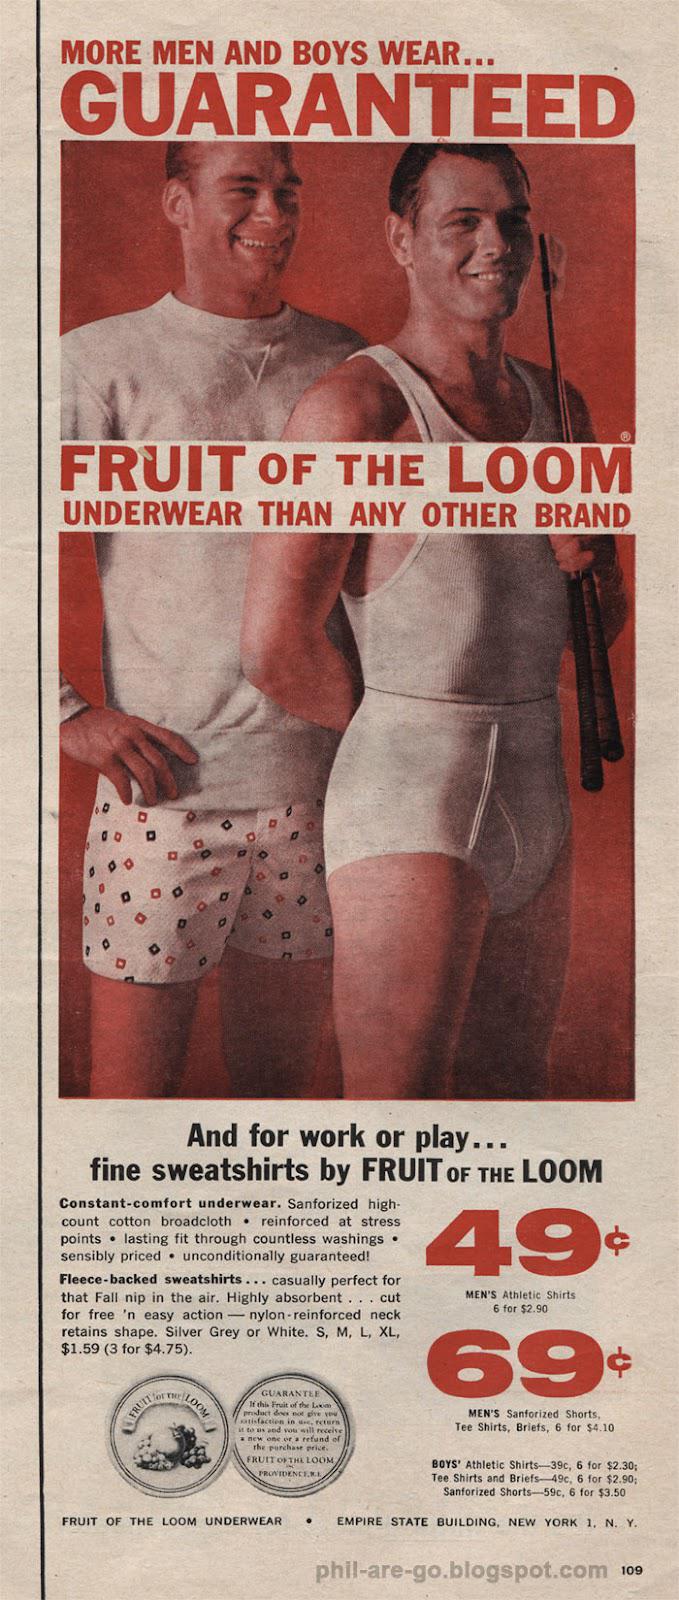 MORE MEN AND BOYS WEAR...
GUARANTEED
®
FRUIT OF THE LOOM
UNDERWEAR THAN ANY OTHER BRAND
And for work or play...
fine sweatshirts by FRUIT OF THE LOOM
Constant-comfort underwear. Sanforized high-
count cotton broadcloth • reinforced at stress
points • lasting fit through countless washings •
sensibly priced • unconditionally guaranteed!
Fleece-backed sweatshirts... casually perfect for
that Fall nip in the air. Highly absorbent . . . cut
for free 'n easy action — nylon-reinforced neck
retains shape. Silver Grey or White. S, M, L, XL,
$1.59 (3 for $4.75).
49¢
MEN'S Athletic Shirts
6 for $2.90
69¢
MEN'S Sanforized Shorts,
Tee Shirts, Briefs, 6 for $4.10
BOYS' Athletic Shirts—39c, 6 for $2.30;
Tee Shirts and Briefs—49c, 6 for $2.90;
Sanforized Shorts—59c, 6 for $3.50
FRUIT OF THE LOOM
GUARANTEE
If this Fruit of the Loom
product does not give you
satisfaction in use, return
it to us and you will receive
a new one or a refund of
the purchase price.
FRUIT OF THE LOOM
INC.
PROVIDENCE, R.I.
FRUIT OF THE LOOM UNDERWEAR • EMPIRE STATE BUILDING, NEW YORK 1, N. Y.
phil-are-go.blogspot.com 109